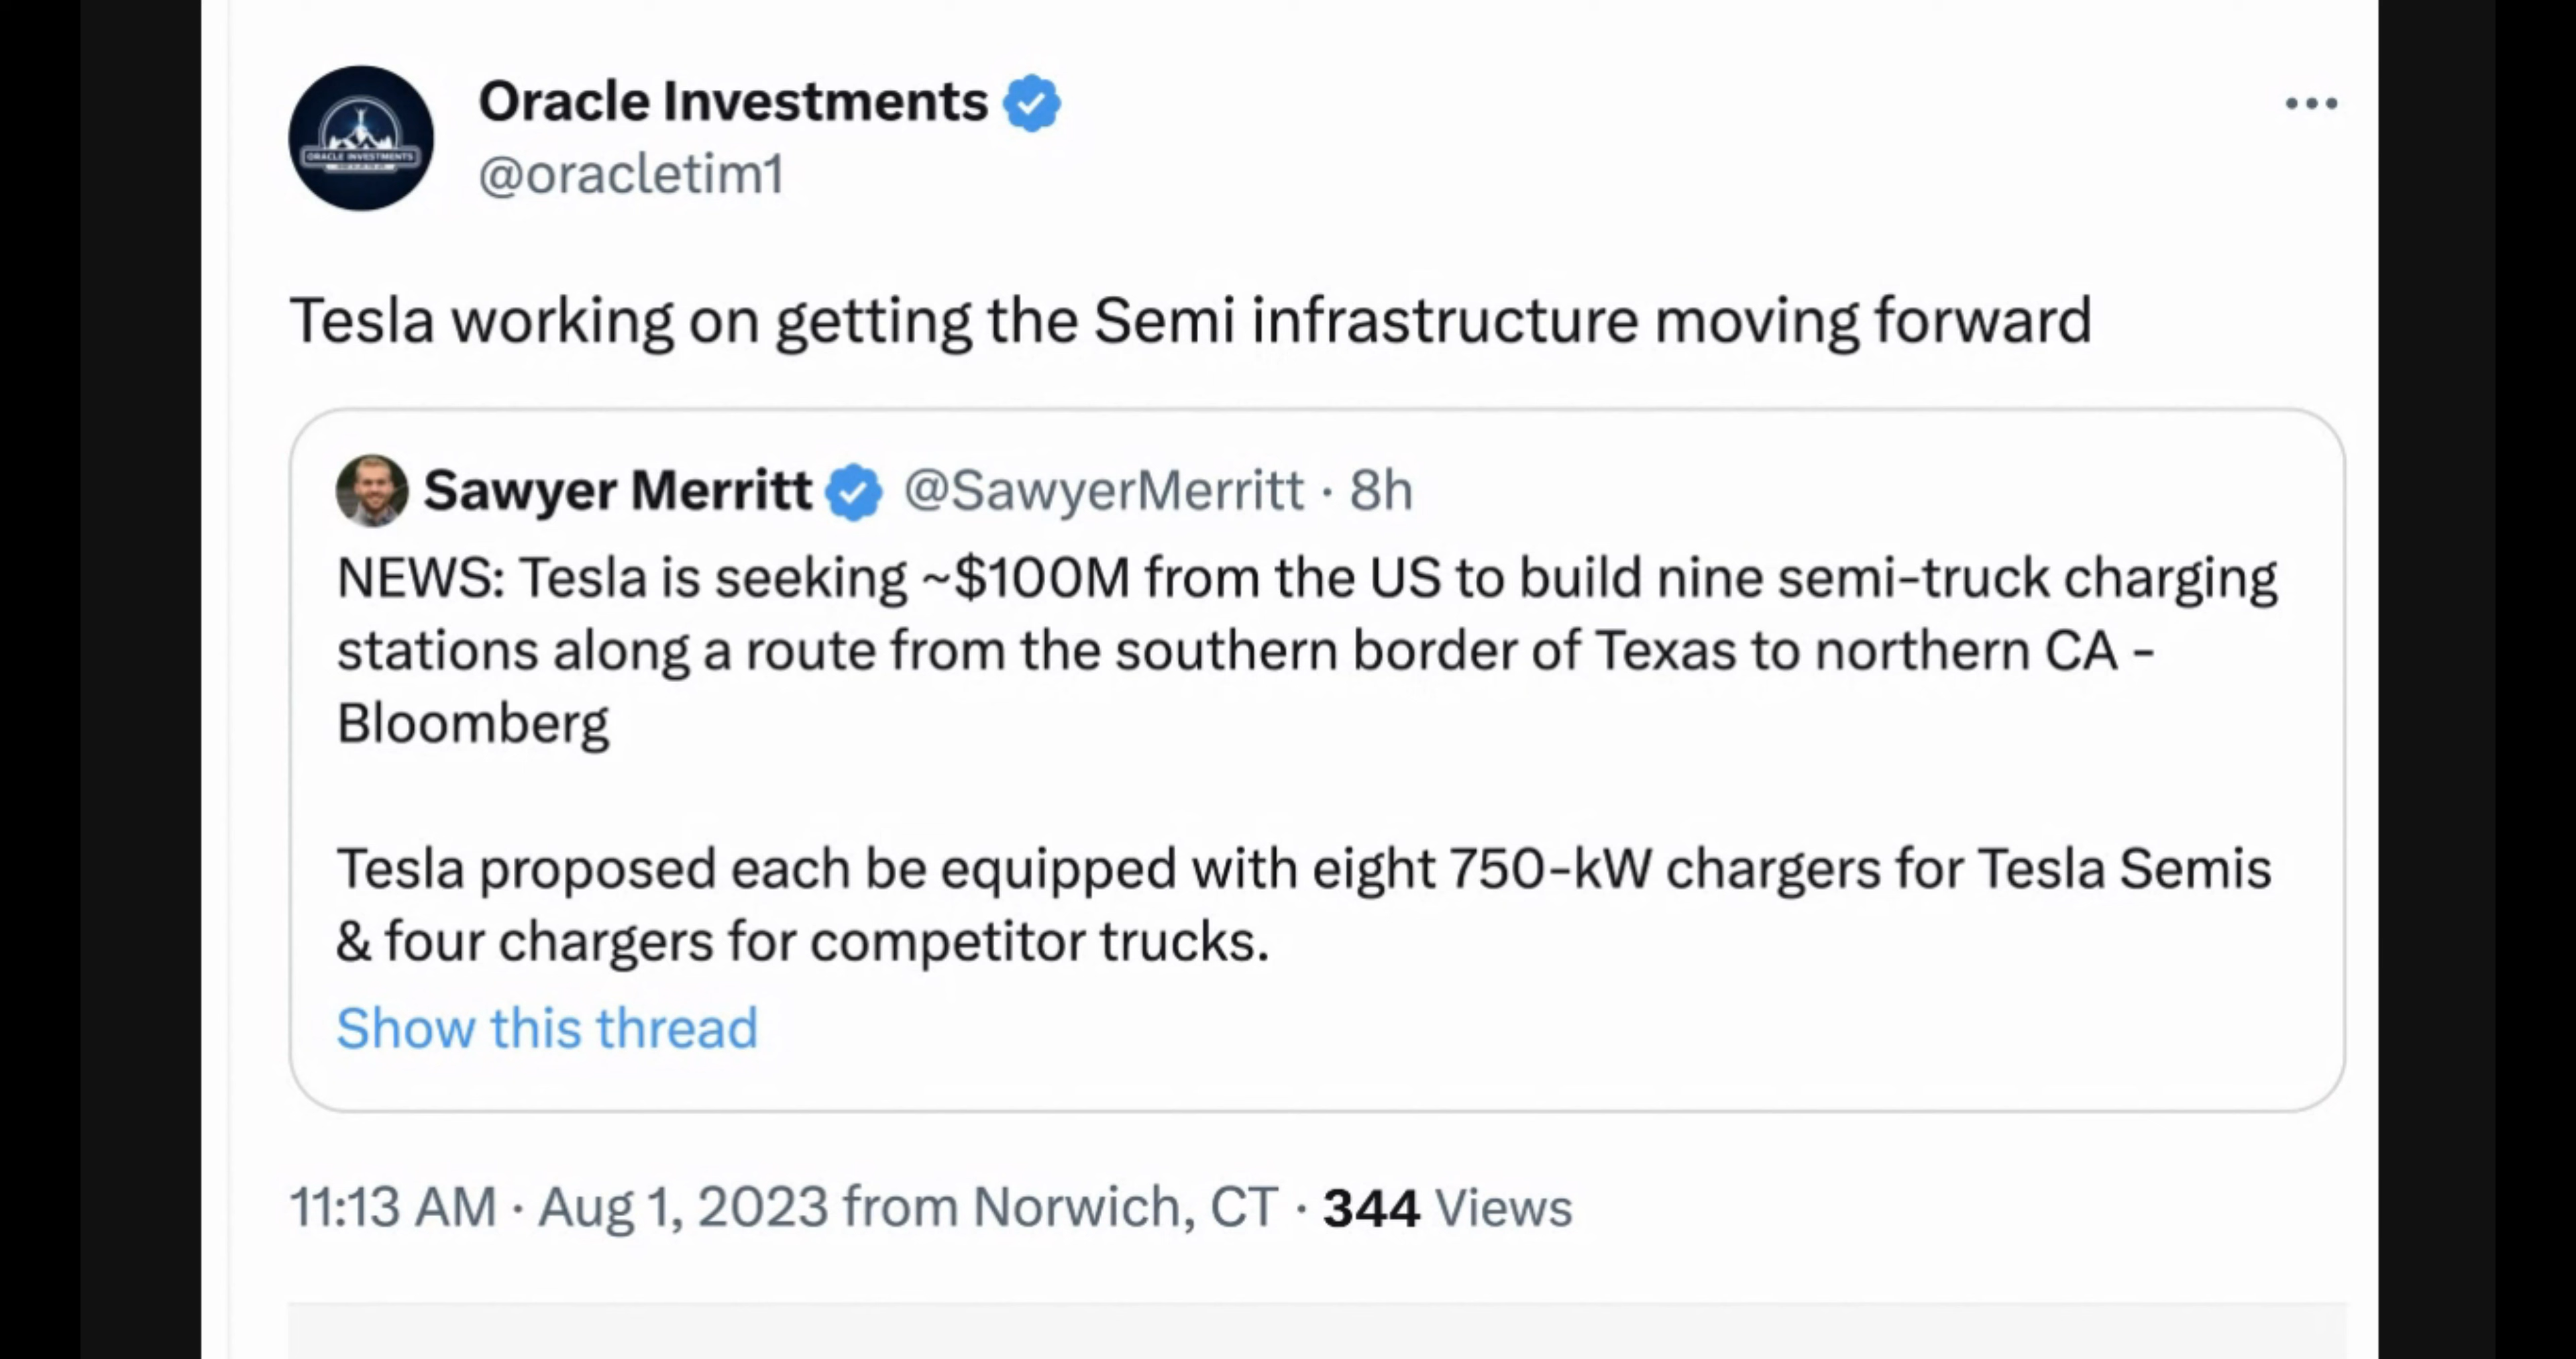 Oracle Investments
@oracletim1
ORACLE INVESTMENTS
Tesla working on getting the Semi infrastructure moving forward
Sawyer Merritt @SawyerMerritt · 8h
NEWS: Tesla is seeking ~$100M from the US to build nine semi-truck charging
stations along a route from the southern border of Texas to northern CA -
Bloomberg
Tesla proposed each be equipped with eight 750-kW chargers for Tesla Semis
& four chargers for competitor trucks.
Show this thread
11:13 AM · Aug 1, 2023 from Norwich, CT · 344 Views